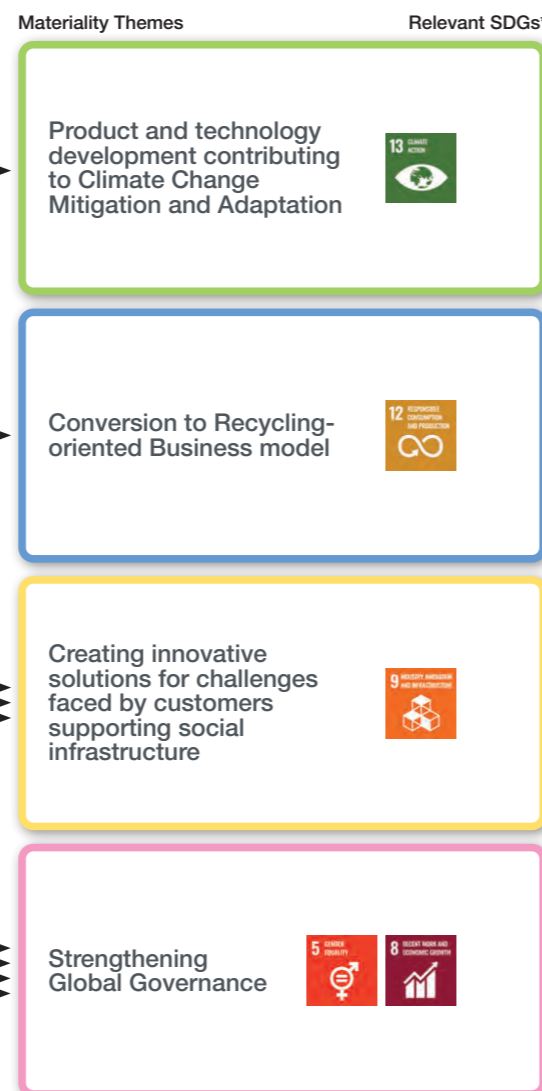 Materiality Themes Relevant SDGs*
Product and technology
development contributing
to Climate Change
Mitigation and Adaptation
13 CLIMATE
ACTION
Conversion to Recycling-
oriented Business model
12 RESPONSIBLE
CONSUMPTION
AND PRODUCTION
Creating innovative
solutions for challenges
faced by customers
supporting social
infrastructure
9 INDUSTRY, INNOVATION
AND INFRASTRUCTURE
Strengthening
Global Governance
5 GENDER
EQUALITY
8 DECENT WORK AND
ECONOMIC GROWTH